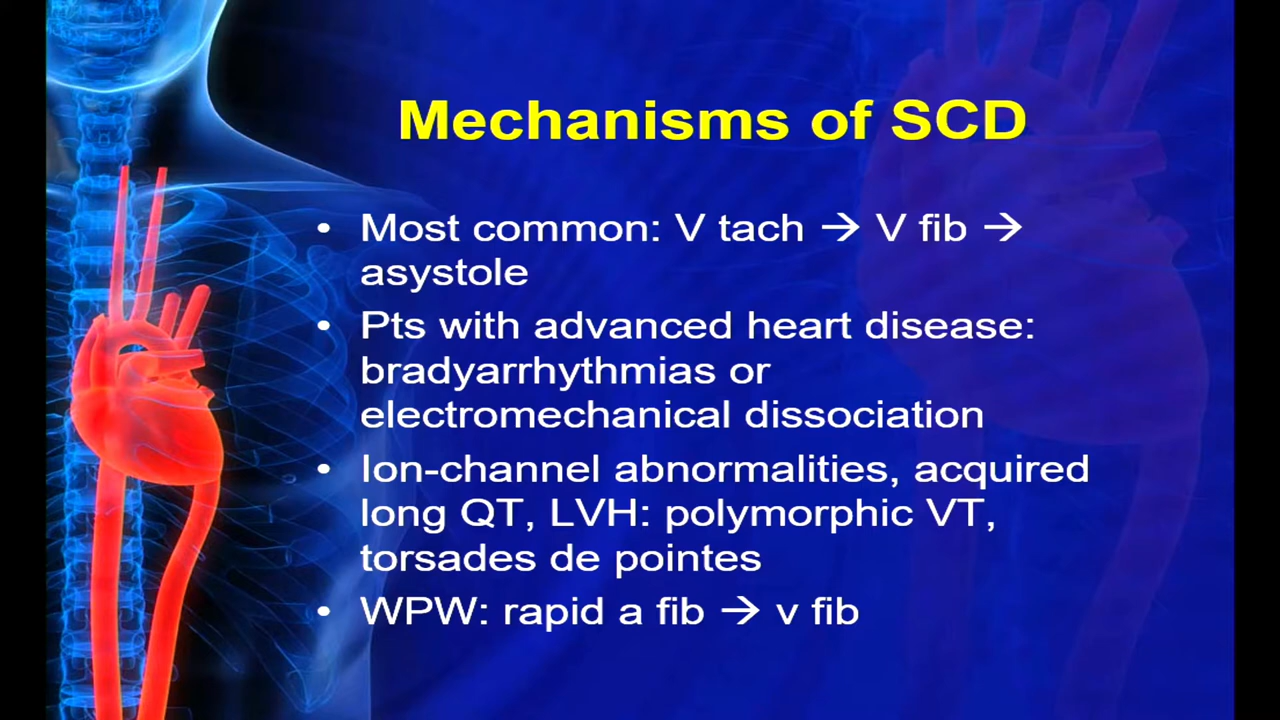 Mechanisms of SCD
• Most common: V tach → V fib →
asystole
• Pts with advanced heart disease:
bradyarrhythmias or
electromechanical dissociation
• Ion-channel abnormalities, acquired
long QT, LVH: polymorphic VT,
torsades de pointes
• WPW: rapid a fib → v fib